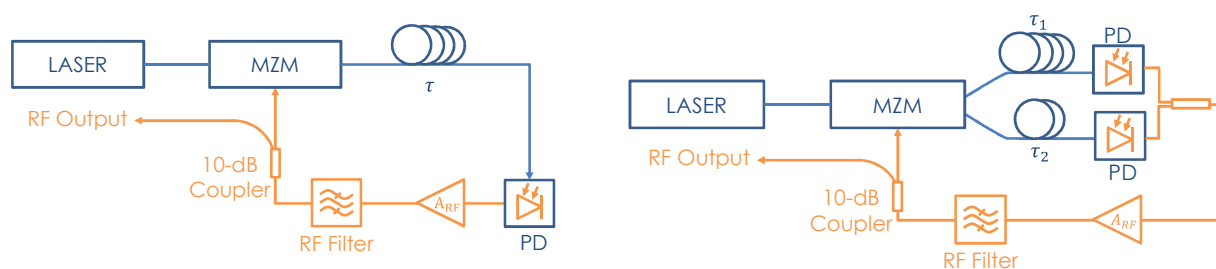 LASER
MZM
τ
RF Output
10-dB
Coupler
A_RF
RF Filter
PD
τ₁
PD
LASER
MZM
τ₂
PD
RF Output
10-dB
Coupler
A_RF
RF Filter